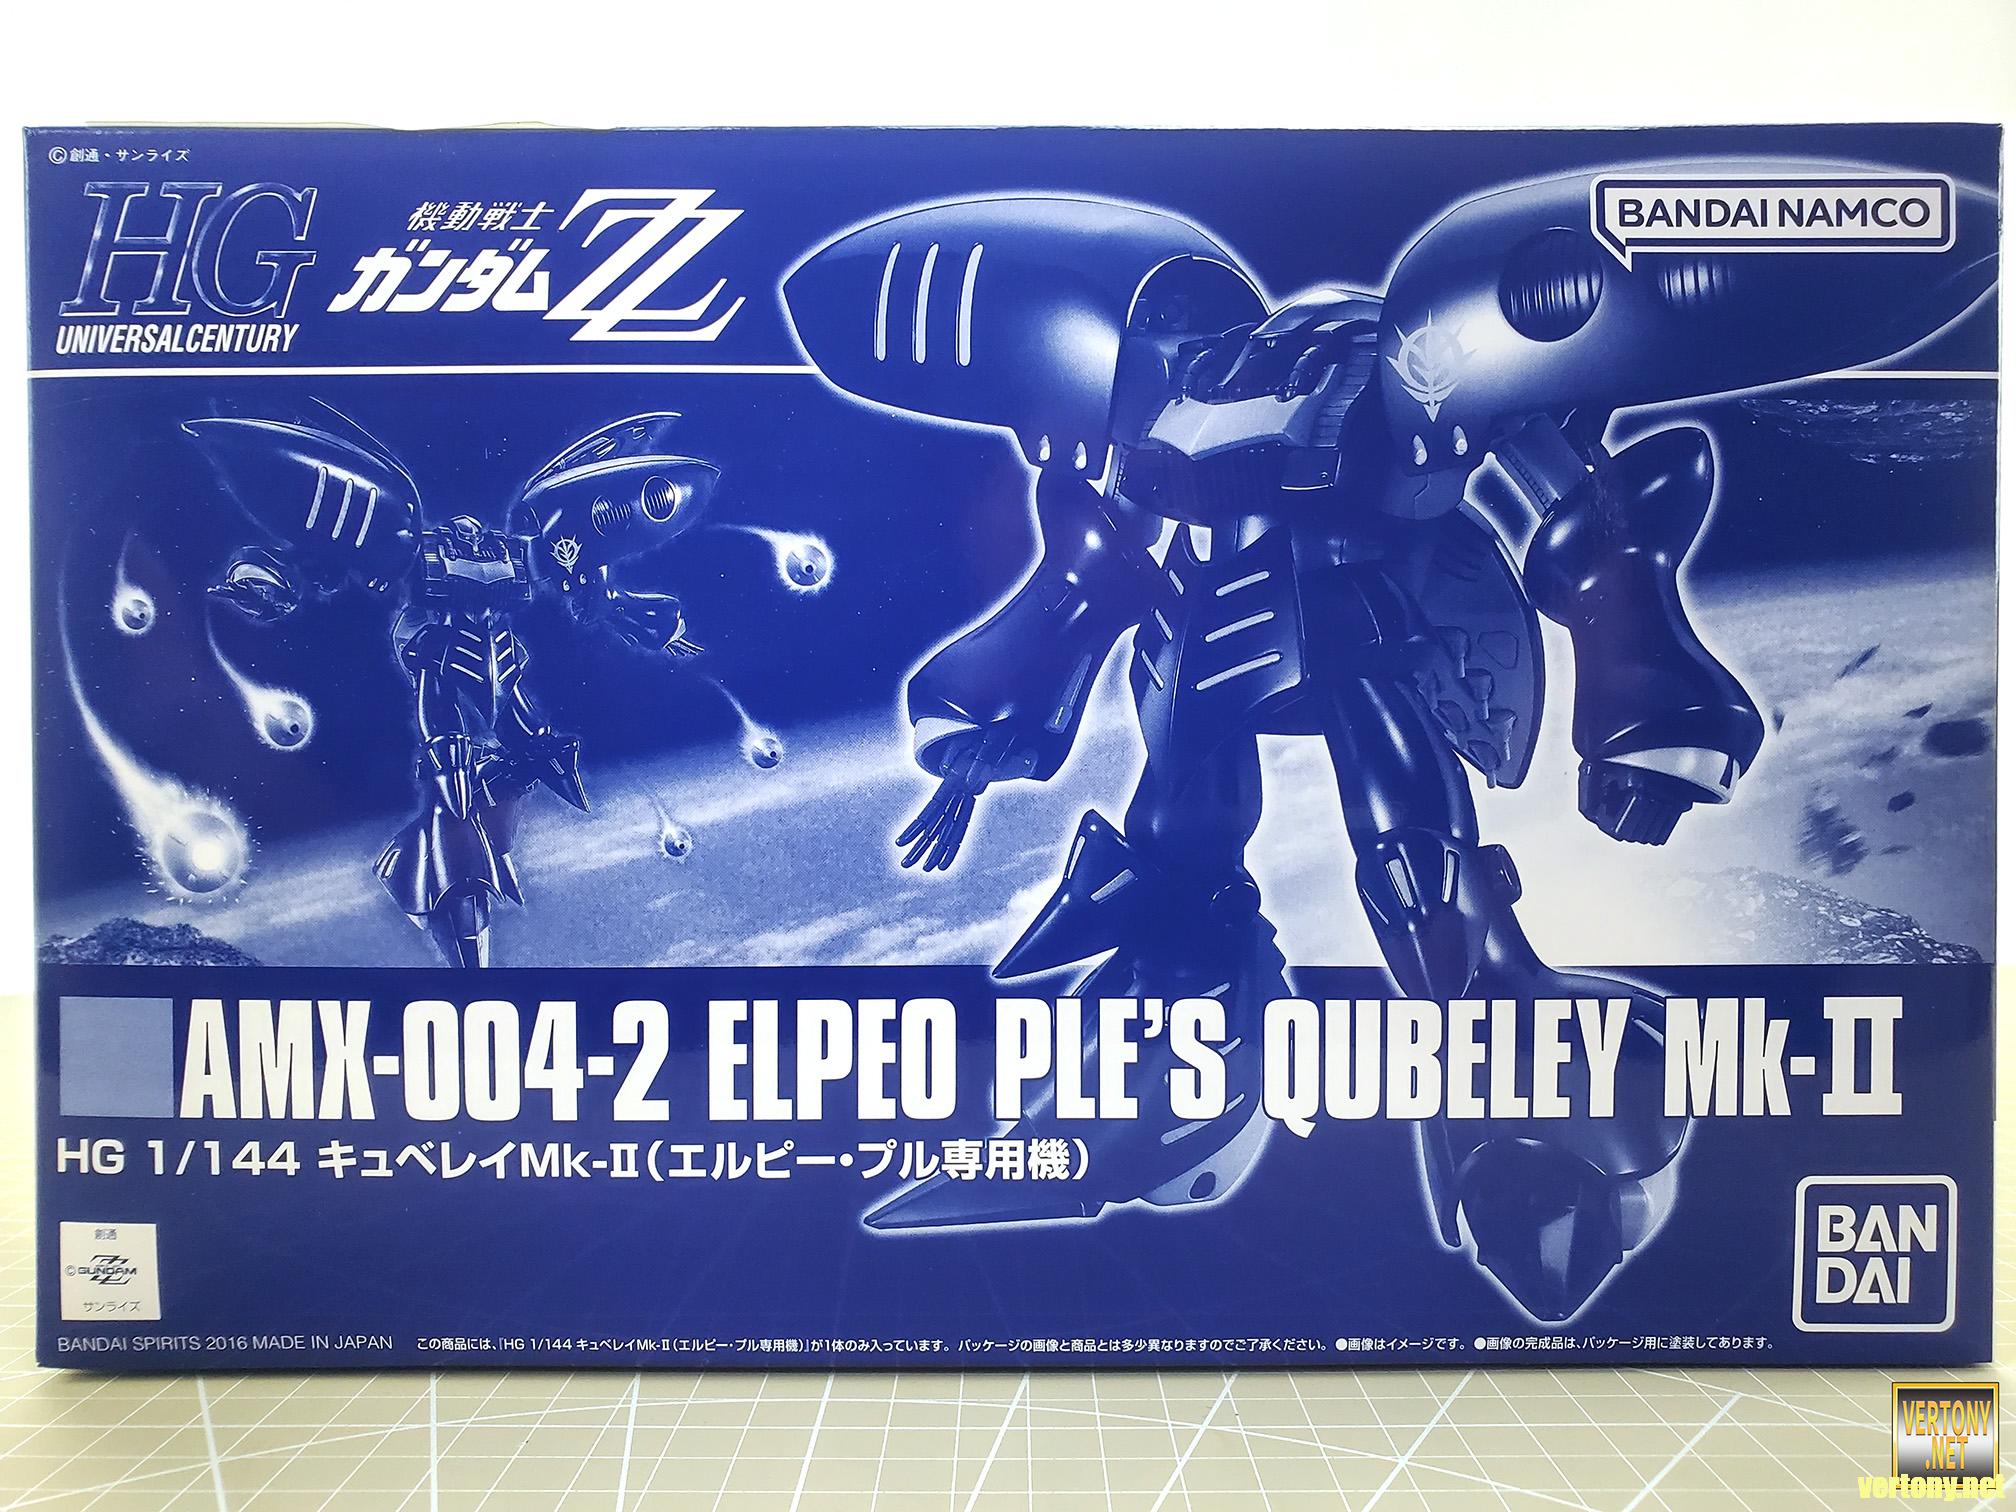 ©創通・サンライズ
HG
UNIVERSAL CENTURY
機動戦士
ガンダムZZ
BANDAI NAMCO
AMX-004-2 ELPEO PLE'S QUBELEY Mk-II
HG 1/144 キュベレイMk-II(エルピー・プル専用機)
創通
©GUNDAM ZZ
サンライズ
BAN
DAI
BANDAI SPIRITS 2016 MADE IN JAPAN この商品には、『HG 1/144 キュベレイMk-II(エルピー・プル専用機)』が1体のみ入っています。パッケージの画像と商品とは多少異なりますのでご了承ください。●画像はイメージです。●画像の完成品は、パッケージ用に塗装してあります。
VERTONY
.NET
vertony.net